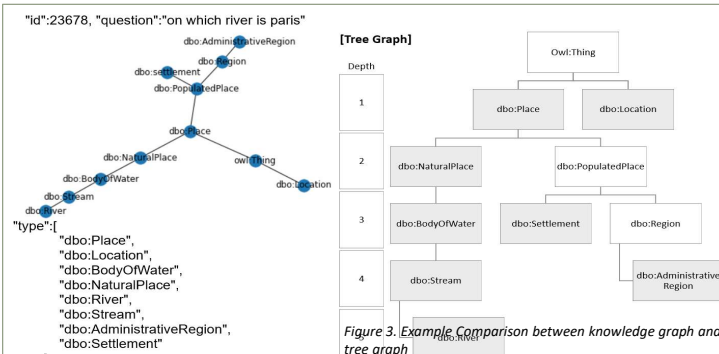 "id":23678, "question":"on which river is paris"
dbo:AdministrativeRegion
dbo:Region
dbo:settlement
dbo:PopulatedPlace
dbo:Place
dbo:NaturalPlace
owl:Thing
dbo:BodyOfWater
dbo:Location
dbo:Stream
dbo:River
"type":[
"dbo:Place",
"dbo:Location",
"dbo:BodyOfWater",
"dbo:NaturalPlace",
"dbo:River",
"dbo:Stream",
"dbo:AdministrativeRegion",
"dbo:Settlement"
[Tree Graph]
Depth
Owl:Thing
1
dbo:Place
dbo:Location
2
dbo:NaturalPlace
dbo:PopulatedPlace
3
dbo:BodyOfWater
dbo:Settlement
dbo:Region
4
dbo:Stream
dbo:Administrative
Region
5
dbo:River
Figure 3. Example Comparison between knowledge graph and
tree graph